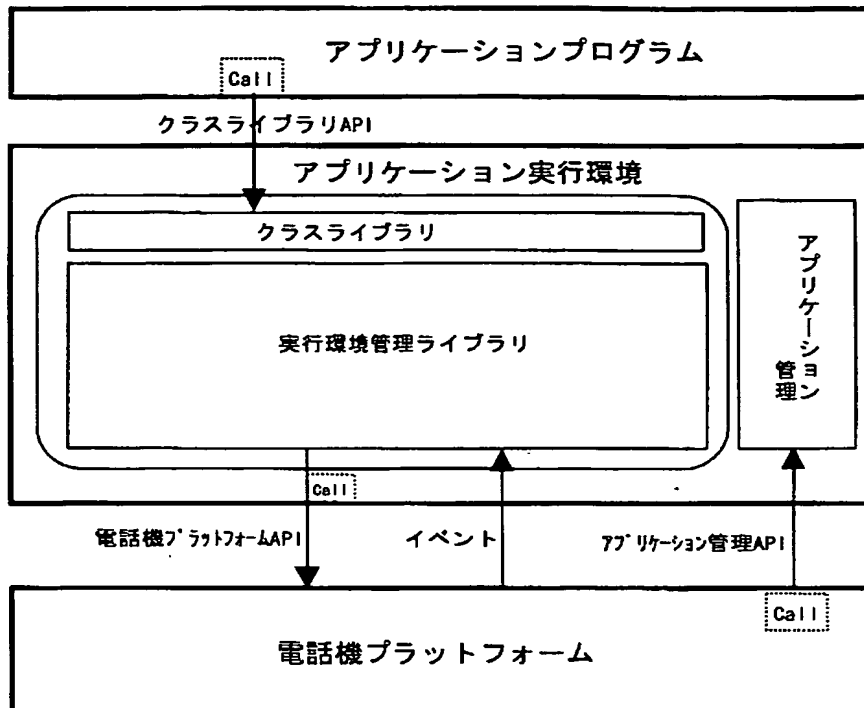 アプリケーションプログラム
Call
クラスライブラリAPI
アプリケーション実行環境
クラスライブラリ
アプリケーション
管理
実行環境管理ライブラリ
Call
電話機プラットフォームAPI
イベント
アプリケーション管理API
Call
電話機プラットフォーム